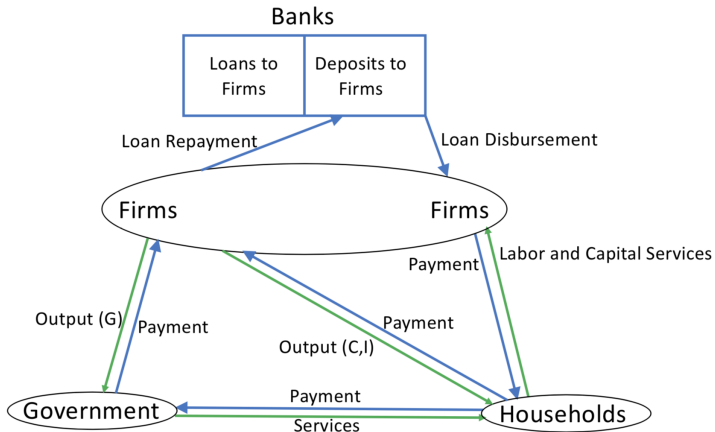 Banks
Loans to
Firms
Deposits to
Firms
Loan Repayment
Loan Disbursement
Firms
Firms
Payment
Labor and Capital Services
Output (G)
Payment
Payment
Output (C,I)
Payment
Government
Households
Services